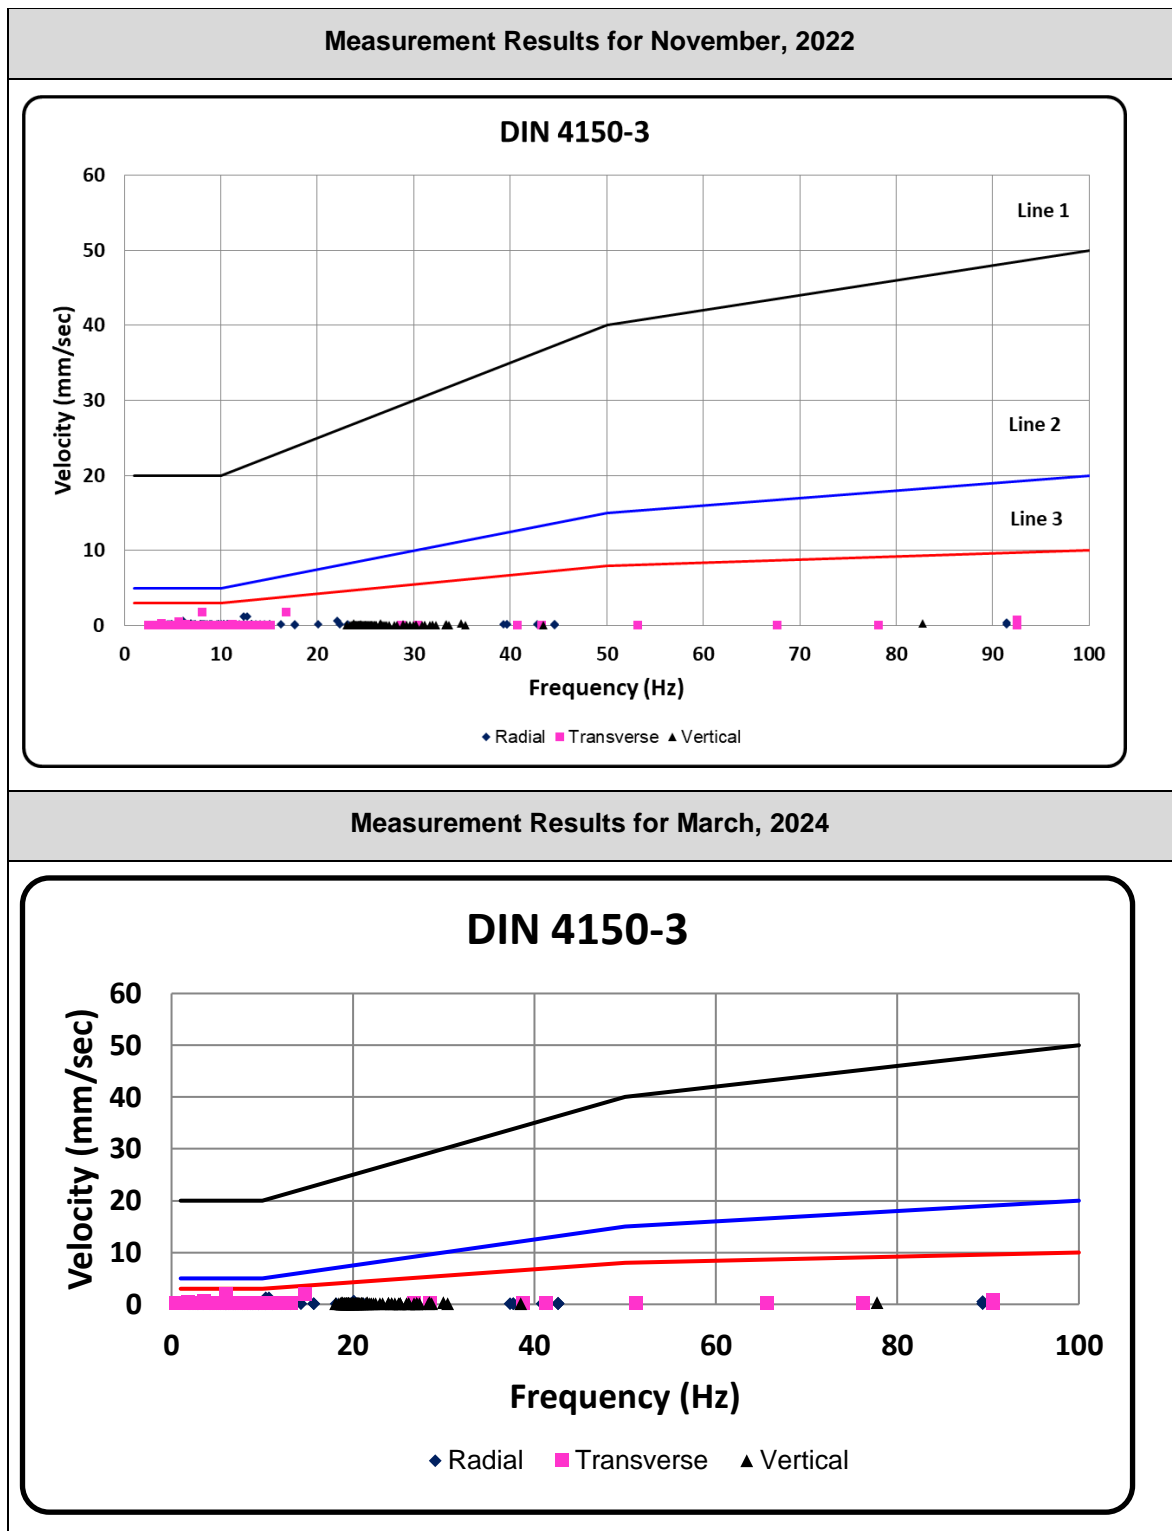 Measurement Results for November, 2022
DIN 4150-3
60
50
40
30
20
10
0
Velocity (mm/sec)
Line 1
Line 2
Line 3
0 10 20 30 40 50 60 70 80 90 100
Frequency (Hz)
Radial Transverse Vertical
Measurement Results for March, 2024
DIN 4150-3
60
50
40
30
20
10
0
Velocity (mm/sec)
0 20 40 60 80 100
Frequency (Hz)
Radial Transverse Vertical